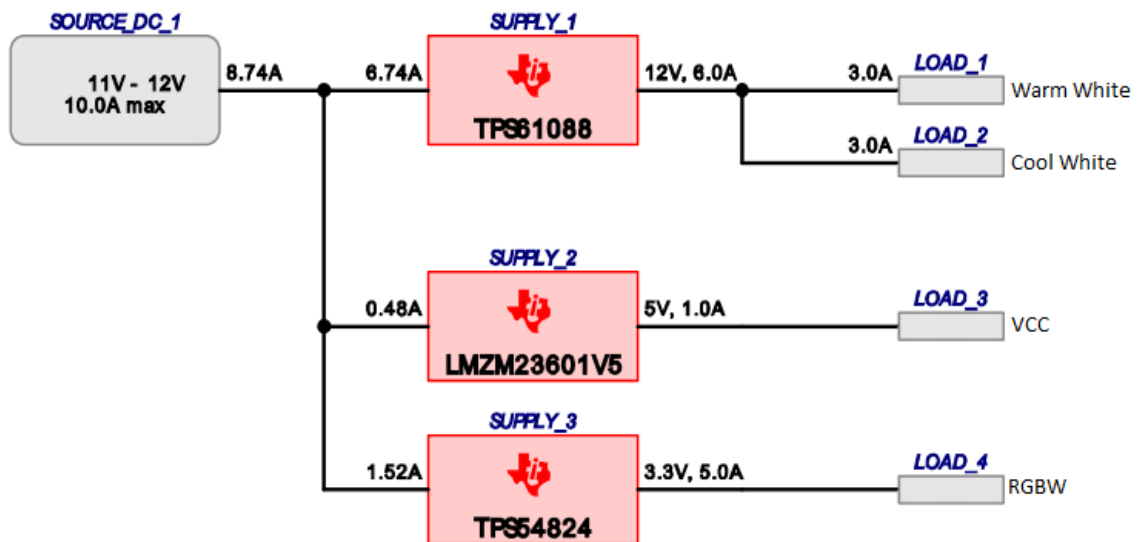 SOURCE_DC_1
11V - 12V
10.0A max
8.74A
6.74A
SUPPLY_1
TPS61088
12V, 6.0A
3.0A
LOAD_1
Warm White
3.0A
LOAD_2
Cool White
0.48A
SUPPLY_2
LMZM23601V5
5V, 1.0A
LOAD_3
VCC
1.52A
SUPPLY_3
TPS54824
3.3V, 5.0A
LOAD_4
RGBW